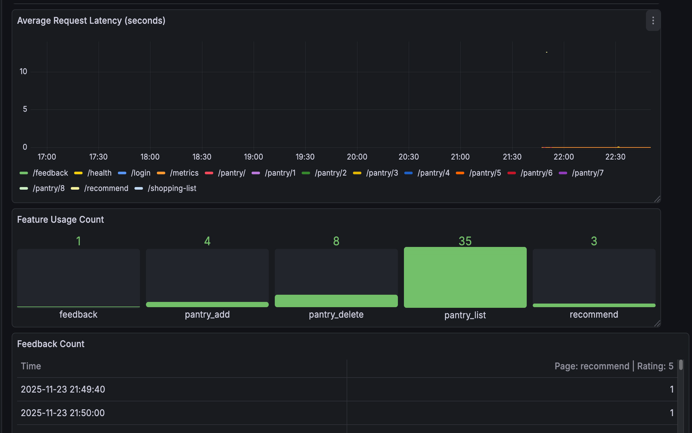 Average Request Latency (seconds)
10
5
0
17:00 17:30 18:00 18:30 19:00 19:30 20:00 20:30 21:00 21:30 22:00 22:30
/feedback /health /login /metrics /pantry/ /pantry/1 /pantry/2 /pantry/3 /pantry/4 /pantry/5 /pantry/6 /pantry/7
/pantry/8 /recommend /shopping-list
Feature Usage Count
1 4 8 35 3
feedback pantry_add pantry_delete pantry_list recommend
Feedback Count
Time Page: recommend | Rating: 5
2025-11-23 21:49:40 1
2025-11-23 21:50:00 1